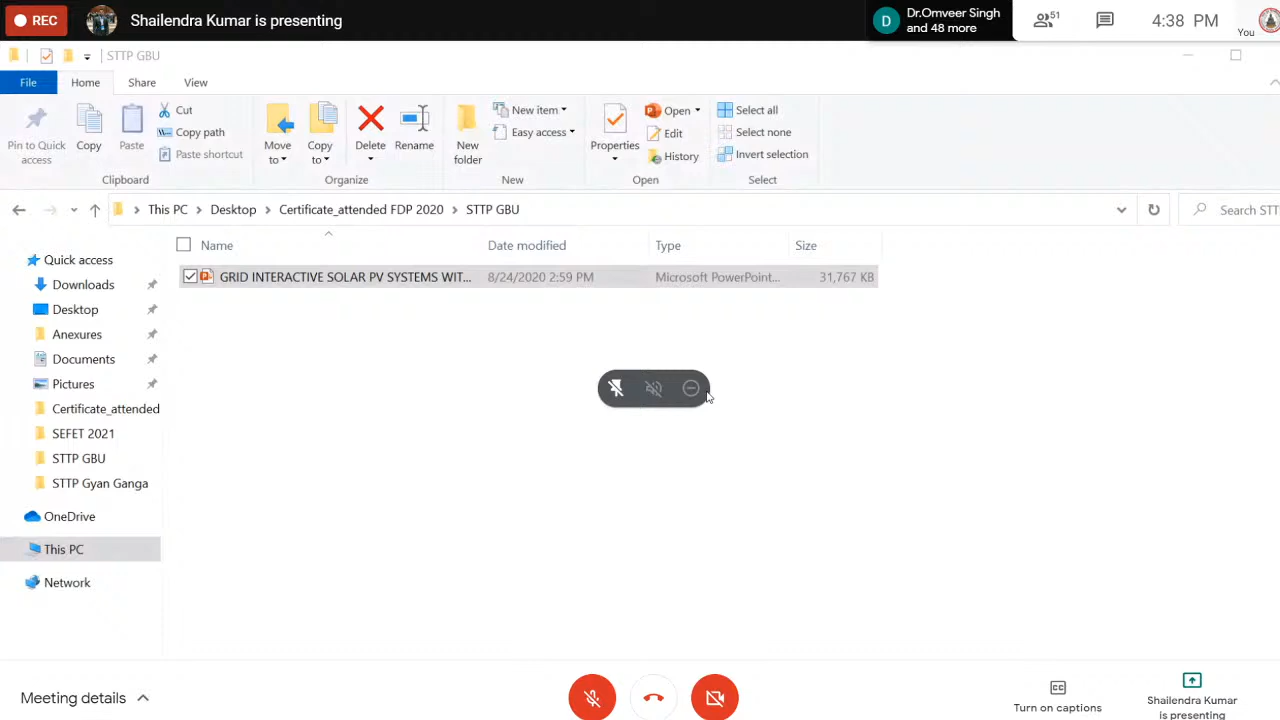 REC
Shailendra Kumar is presenting
D
Dr.Omveer Singh
and 48 more
51
4:38 PM
You
STTP GBU
File
Home
Share
View
Pin to Quick
access
Copy
Paste
Cut
Copy path
Paste shortcut
Clipboard
Move
to
Copy
to
Delete
Rename
Organize
New
folder
New item
Easy access
New
Properties
Open
Edit
History
Open
Select all
Select none
Invert selection
Select
This PC
Desktop
Certificate_attended FDP 2020
STTP GBU
Search STT
Name
Date modified
Type
Size
GRID INTERACTIVE SOLAR PV SYSTEMS WIT...
8/24/2020 2:59 PM
Microsoft PowerPoint...
31,767 KB
Quick access
Downloads
Desktop
Anexures
Documents
Pictures
Certificate_attended
SEFET 2021
STTP GBU
STTP Gyan Ganga
OneDrive
This PC
Network
Meeting details
CC
Turn on captions
Shailendra Kumar
is presenting